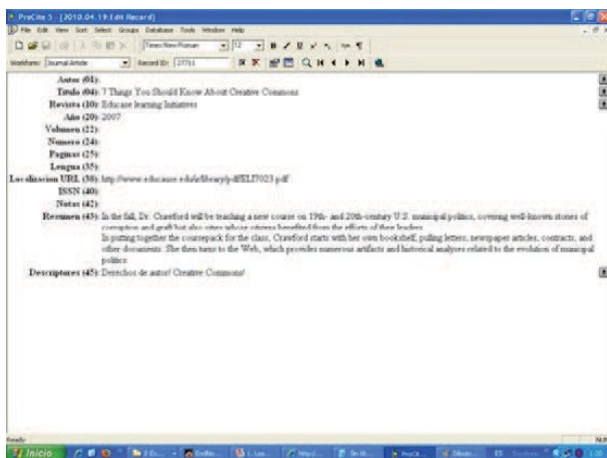 ProCite 5 - [2010.04.19:Edit Record]
File Edit View Sort Select Groups Database Tools Window Help
Times New Roman 12
Workform: Journal Article Record ID: 27711
Autor (01):
Titulo (04): 7 Things You Should Know About Creative Commons
Revista (10): Educase learning Initiatives
Año (20): 2007
Volumen (22):
Numero (24):
Paginas (25):
Lengua (35):
Localizacion URL (38): http://www.educause.edu/ir/library/pdf/ELI7023.pdf
ISSN (40):
Notas (42):
Resumen (43): In the fall, Dr. Crawford will be teaching a new course on 19th- and 20th-century U.S. municipal politics, covering well-known stories of
corruption and graft but also cities whose citizens benefited from the efforts of their leaders.
In putting together the coursepack for the class, Crawford starts with her own bookshelf, pulling letters, newspaper articles, contracts, and
other documents. She then turns to the Web, which provides numerous artifacts and historical analyses related to the evolution of municipal
politics
Descriptores (45): Derechos de autor/ Creative Commons/
Ready
Inicio ES